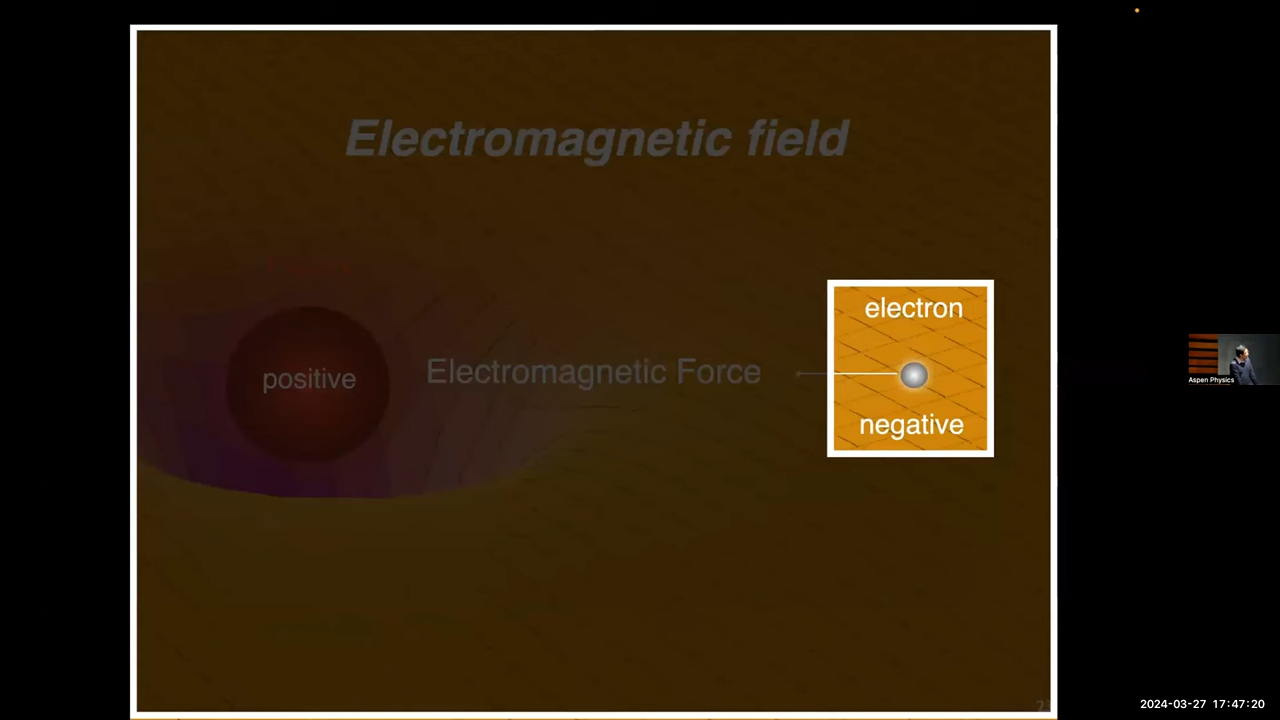 Electromagnetic field
electron
positive
Electromagnetic Force
negative
Aspen Physics
2024-03-27 17:47:20